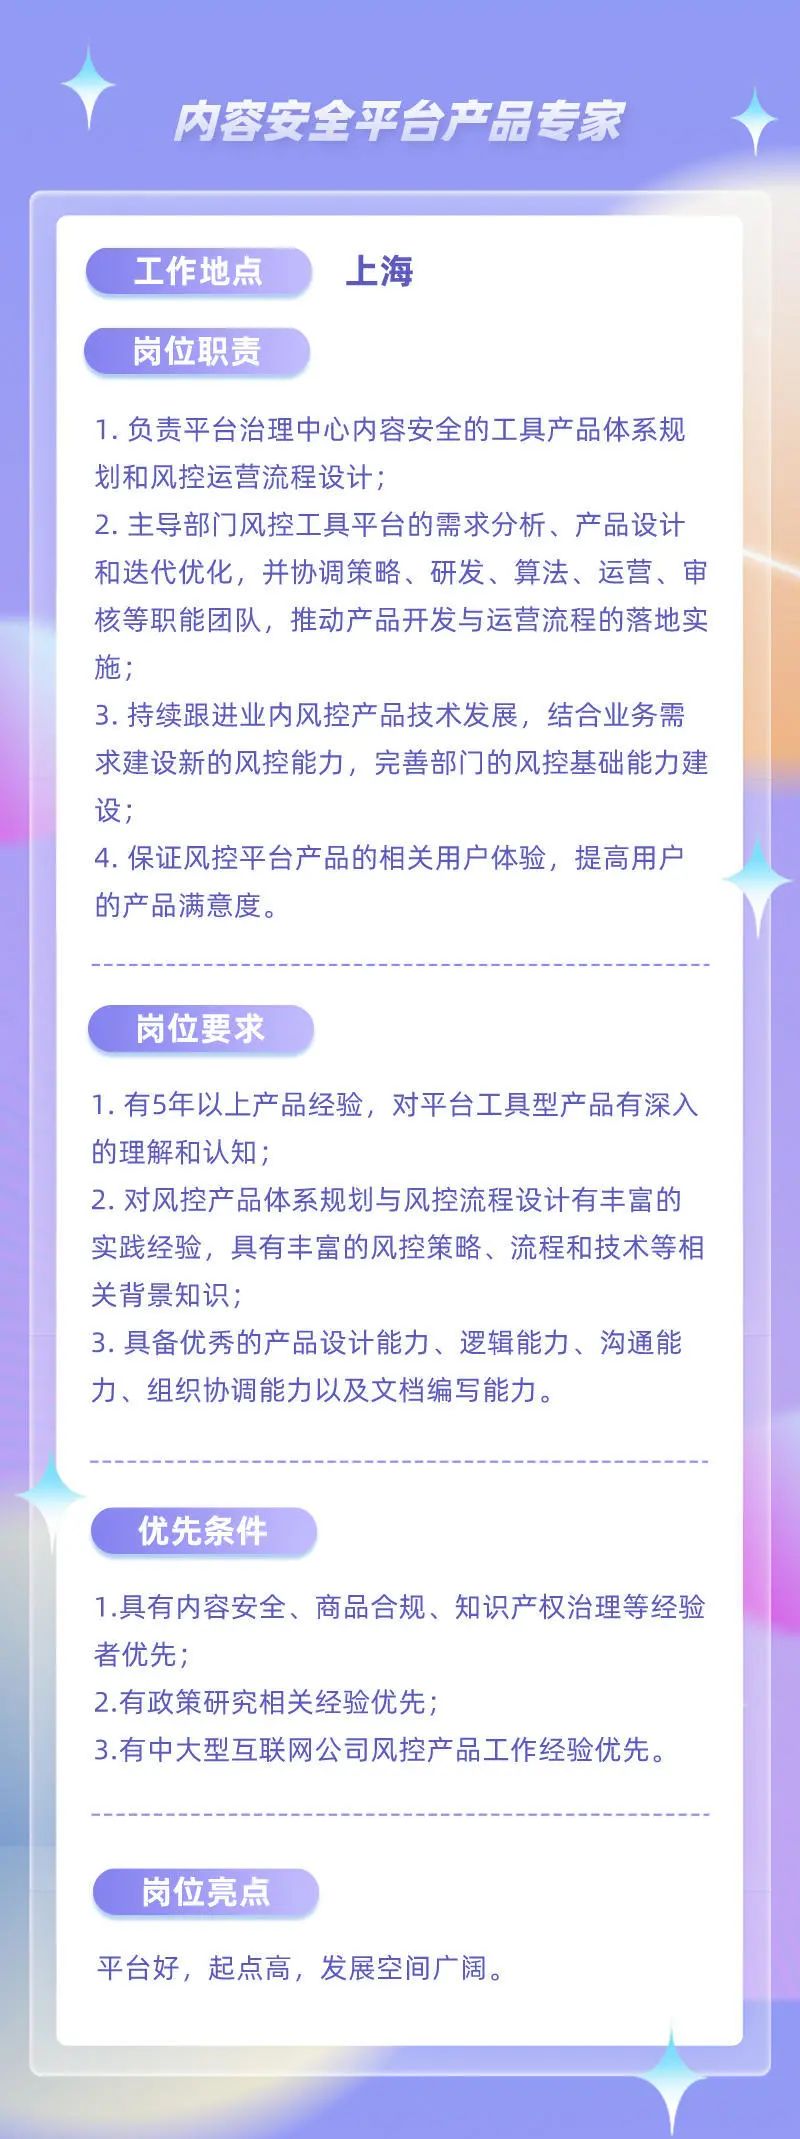 内容安全平台产品专家
工作地点 上海
岗位职责
1. 负责平台治理中心内容安全的工具产品体系规
划和风控运营流程设计；
2. 主导部门风控工具平台的需求分析、产品设计
和迭代优化，并协调策略、研发、算法、运营、审
核等职能团队，推动产品开发与运营流程的落地实
施；
3. 持续跟进业内风控产品技术发展，结合业务需
求建设新的风控能力，完善部门的风控基础能力建
设；
4. 保证风控平台产品的相关用户体验，提高用户
的产品满意度。
岗位要求
1. 有5年以上产品经验，对平台工具型产品有深入
的理解和认知；
2. 对风控产品体系规划与风控流程设计有丰富的
实践经验，具有丰富的风控策略、流程和技术等相
关背景知识；
3. 具备优秀的产品设计能力、逻辑能力、沟通能
力、组织协调能力以及文档编写能力。
优先条件
1.具有内容安全、商品合规、知识产权治理等经验
者优先；
2.有政策研究相关经验优先；
3.有中大型互联网公司风控产品工作经验优先。
岗位亮点
平台好，起点高，发展空间广阔。